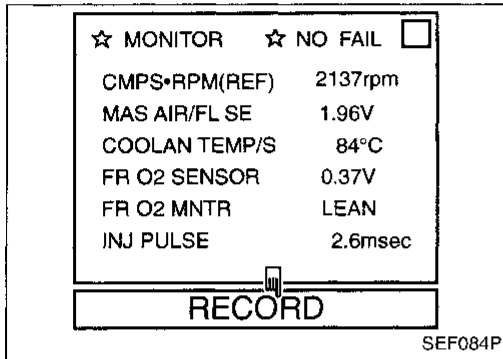 ☆ MONITOR ☆ NO FAIL
CMPS•RPM(REF) 2137rpm
MAS AIR/FL SE 1.96V
COOLAN TEMP/S 84°C
FR O2 SENSOR 0.37V
FR O2 MNTR LEAN
INJ PULSE 2.6msec
RECORD
SEF084P